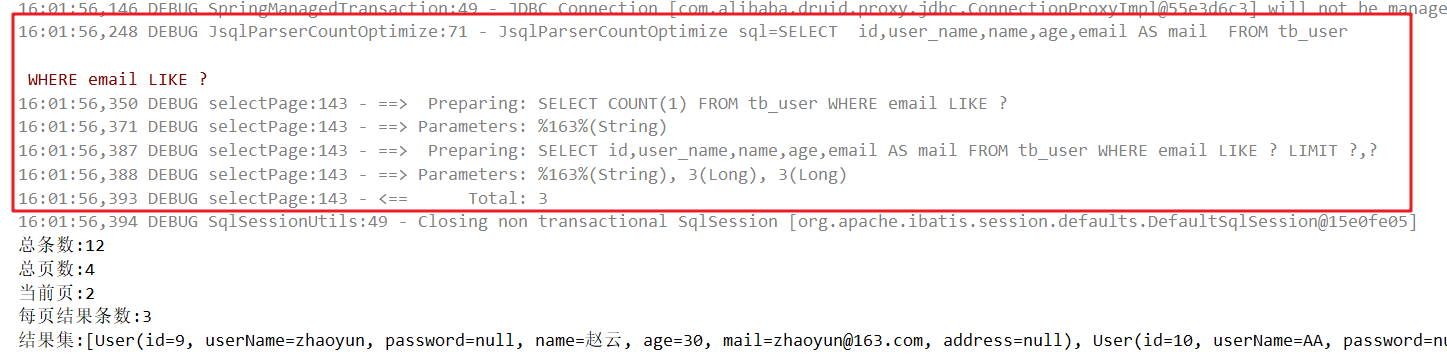 16:01:56,146 DEBUG SpringManagedTransaction:49 - JDBC Connection [com.alibaba.druid.proxy.jdbc.ConnectionProxyImpl@55e3d6c3] will not be manage
16:01:56,248 DEBUG JsqlParserCountOptimize:71 - JsqlParserCountOptimize sql=SELECT  id,user_name,name,age,email AS mail  FROM tb_user
WHERE email LIKE ?
16:01:56,350 DEBUG selectPage:143 - ==>  Preparing: SELECT COUNT(1) FROM tb_user WHERE email LIKE ?
16:01:56,371 DEBUG selectPage:143 - ==> Parameters: %163%(String)
16:01:56,387 DEBUG selectPage:143 - ==>  Preparing: SELECT id,user_name,name,age,email AS mail FROM tb_user WHERE email LIKE ? LIMIT ?,?
16:01:56,388 DEBUG selectPage:143 - ==> Parameters: %163%(String), 3(Long), 3(Long)
16:01:56,393 DEBUG selectPage:143 - <==      Total: 3
16:01:56,394 DEBUG SqlSessionUtils:49 - Closing non transactional SqlSession [org.apache.ibatis.session.defaults.DefaultSqlSession@15e0fe05]
总条数:12
总页数:4
当前页:2
每页结果条数:3
结果集:[User(id=9, userName=zhaoyun, password=null, name=赵云, age=30, mail=zhaoyun@163.com, address=null), User(id=10, userName=AA, password=nu